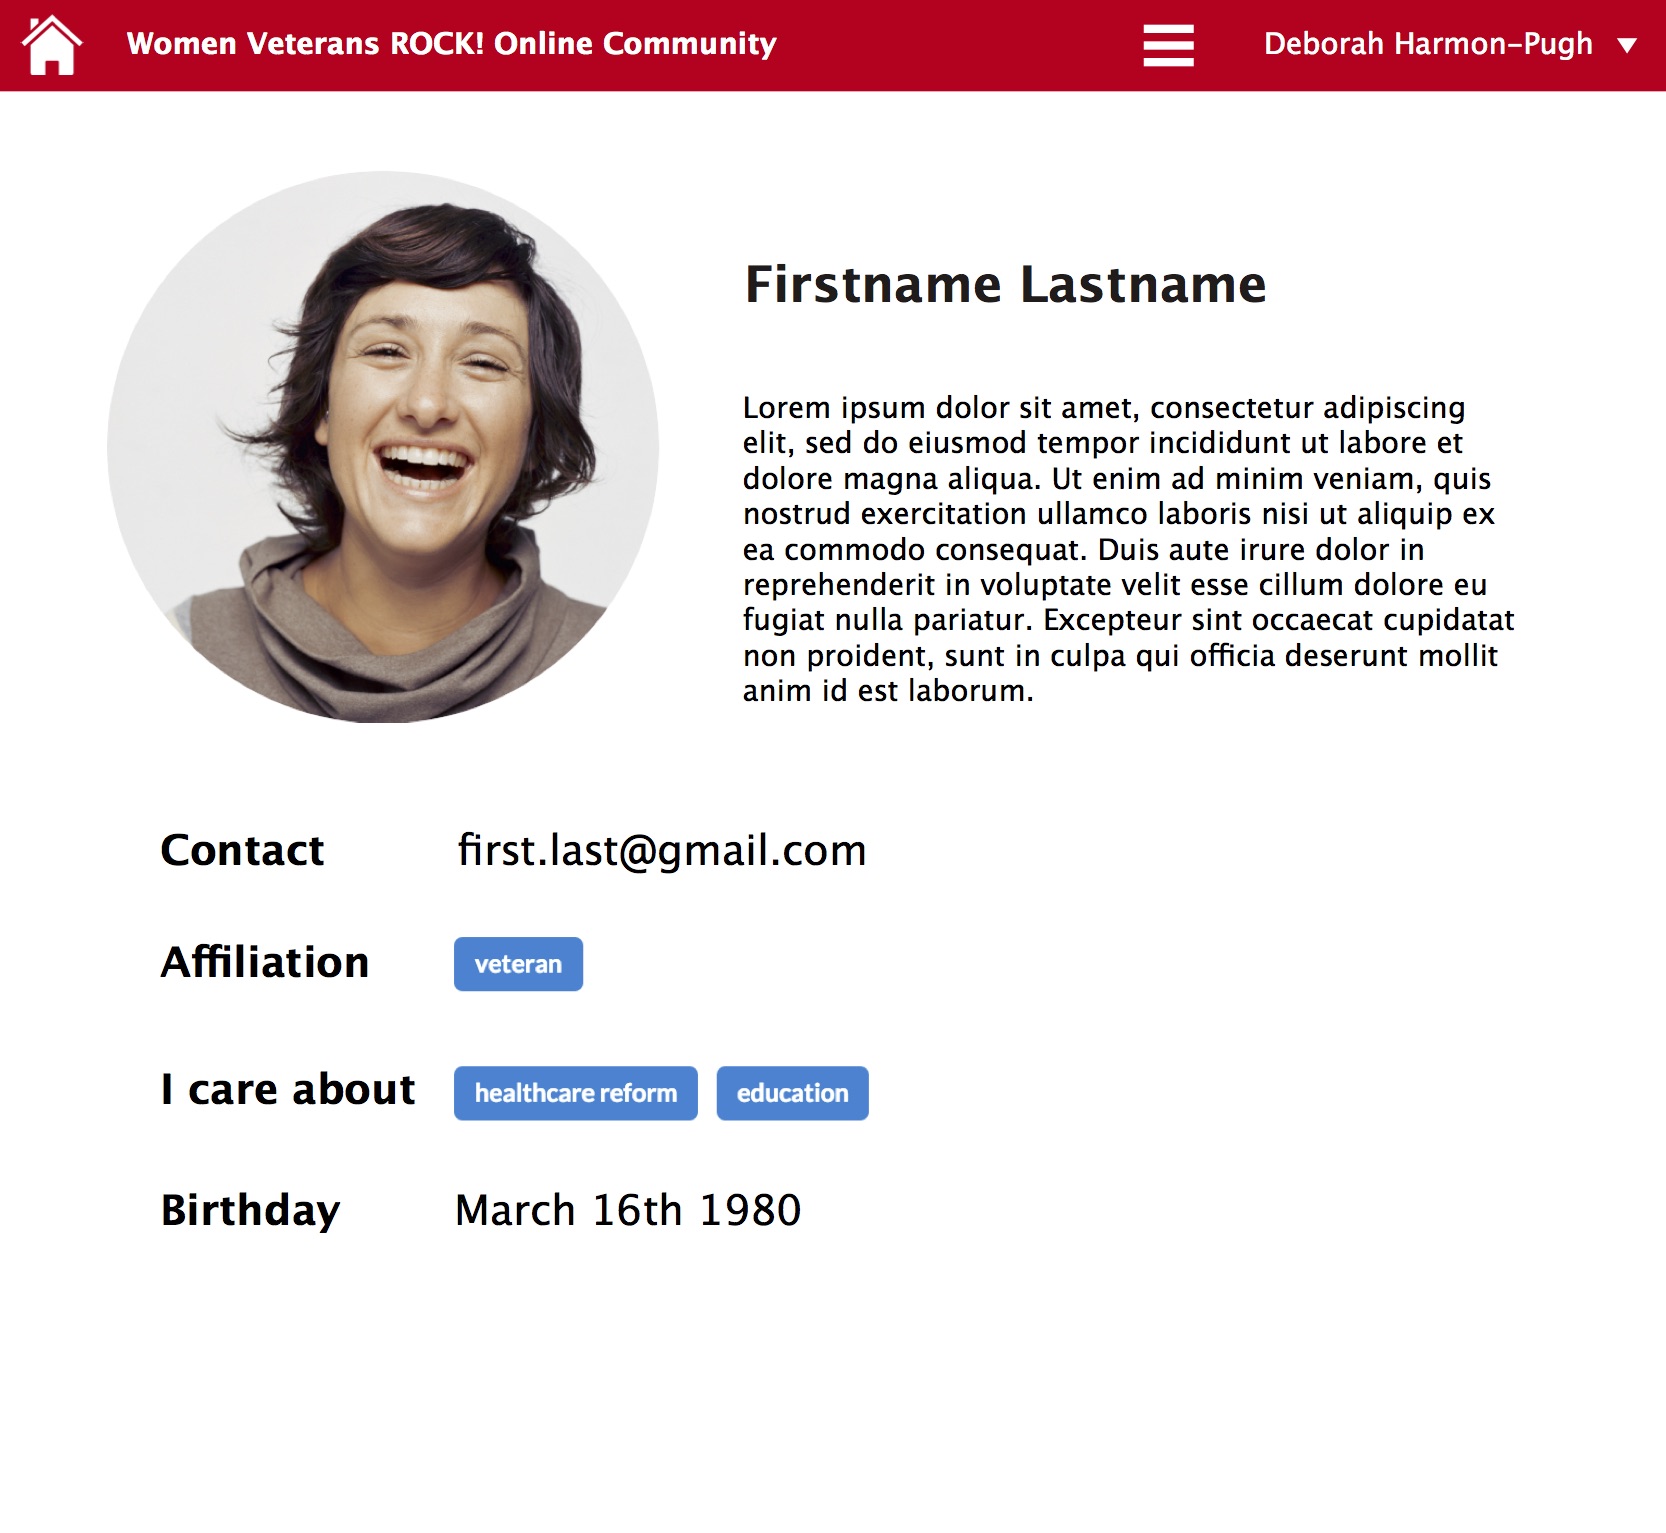 Women Veterans ROCK! Online Community
Deborah Harmon-Pugh
Firstname Lastname
Lorem ipsum dolor sit amet, consectetur adipiscing
elit, sed do eiusmod tempor incididunt ut labore et
dolore magna aliqua. Ut enim ad minim veniam, quis
nostrud exercitation ullamco laboris nisi ut aliquip ex
ea commodo consequat. Duis aute irure dolor in
reprehenderit in voluptate velit esse cillum dolore eu
fugiat nulla pariatur. Excepteur sint occaecat cupidatat
non proident, sunt in culpa qui officia deserunt mollit
anim id est laborum.
Contact first.last@gmail.com
Affiliation veteran
I care about healthcare reform education
Birthday March 16th 1980